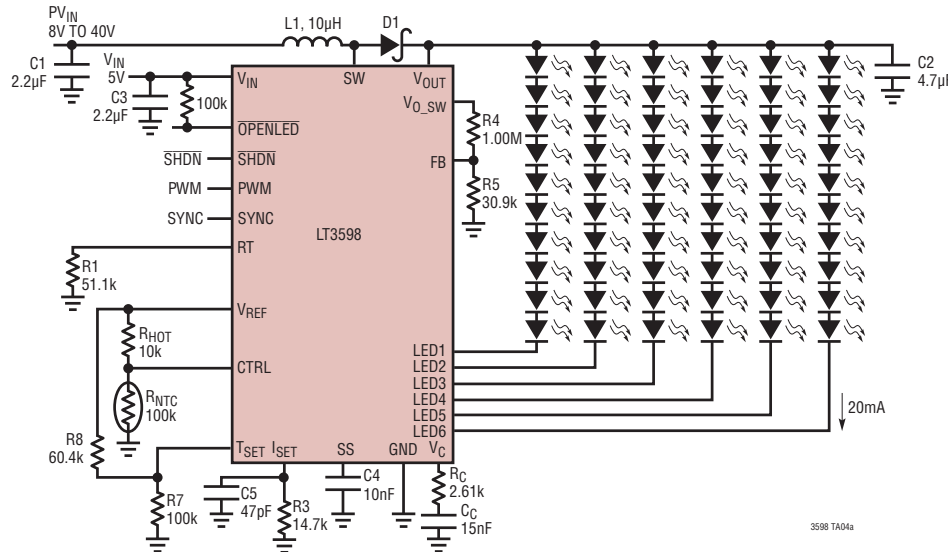 PVIN
8V TO 40V
L1, 10µH
D1
C1
2.2µF
VIN
5V
C3
2.2µF
100k
VIN
SW
VOUT
VO_SW
OPENLED
SHDN
SHDN
PWM
PWM
SYNC
SYNC
RT
LT3598
FB
R4
1.00M
R5
30.9k
C2
4.7µF
R1
51.1k
VREF
RHOT
10k
CTRL
RNTC
100k
R8
60.4k
LED1
LED2
LED3
LED4
LED5
LED6
20mA
TSET
ISET
SS
GND
VC
R7
100k
C5
47pF
R3
14.7k
C4
10nF
RC
2.61k
CC
15nF
3598 TA04a